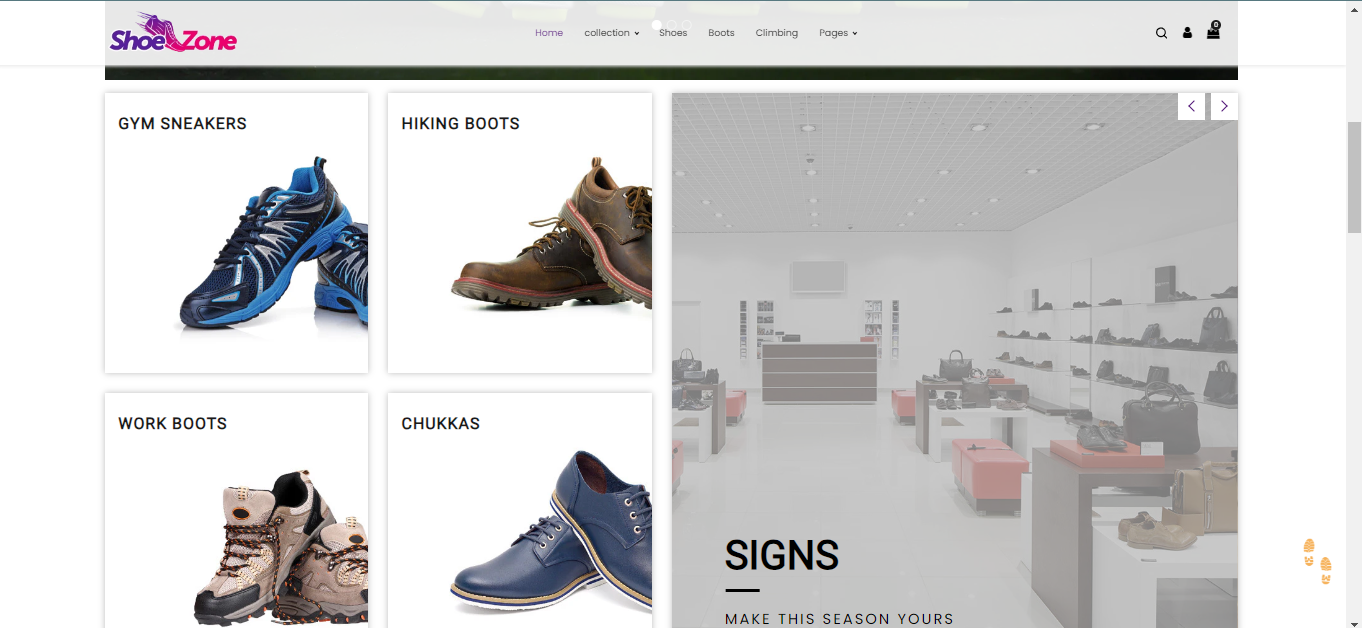 ShoeZone
Home collection Shoes Boots Climbing Pages
0
GYM SNEAKERS
HIKING BOOTS
WORK BOOTS
CHUKKAS
SIGNS
MAKE THIS SEASON YOURS